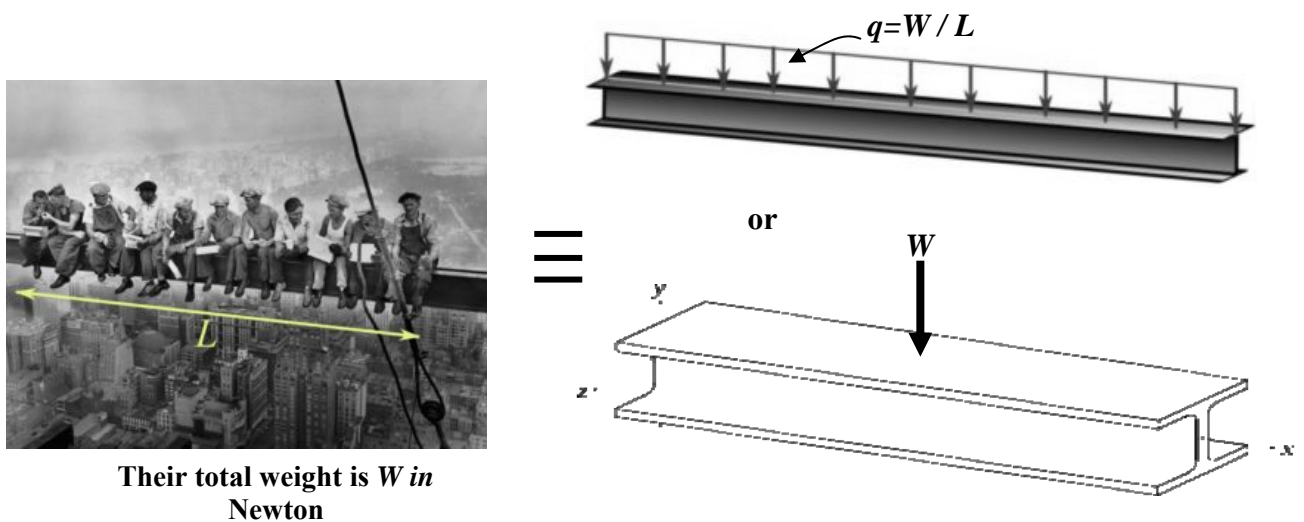 q=W / L
L
Their total weight is W in
Newton
or
W
y
z
x